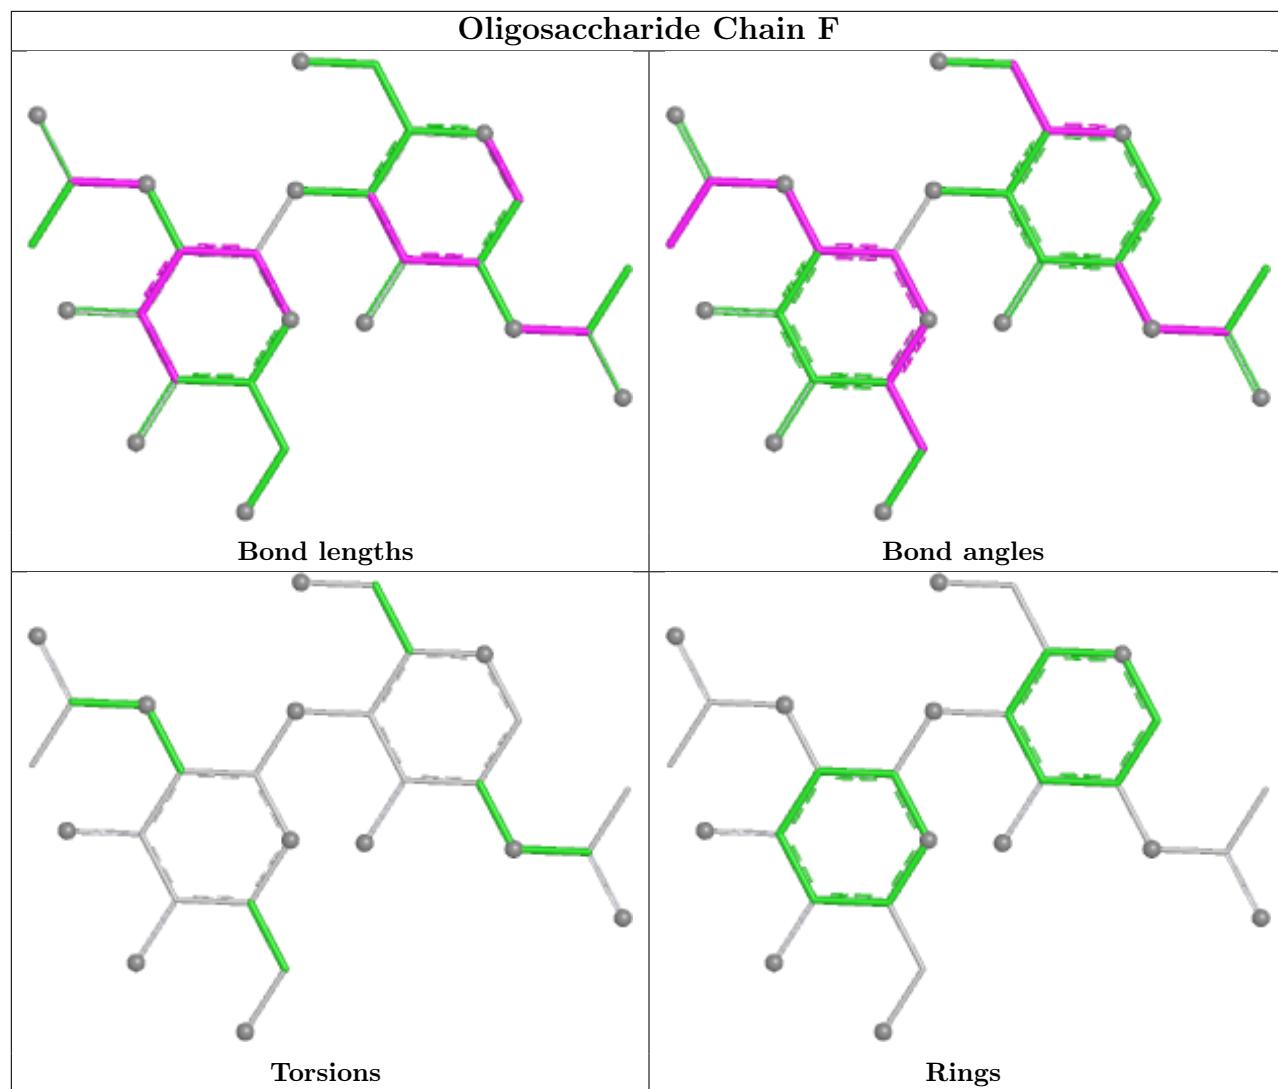 Oligosaccharide Chain F
Bond lengths
Bond angles
Torsions
Rings